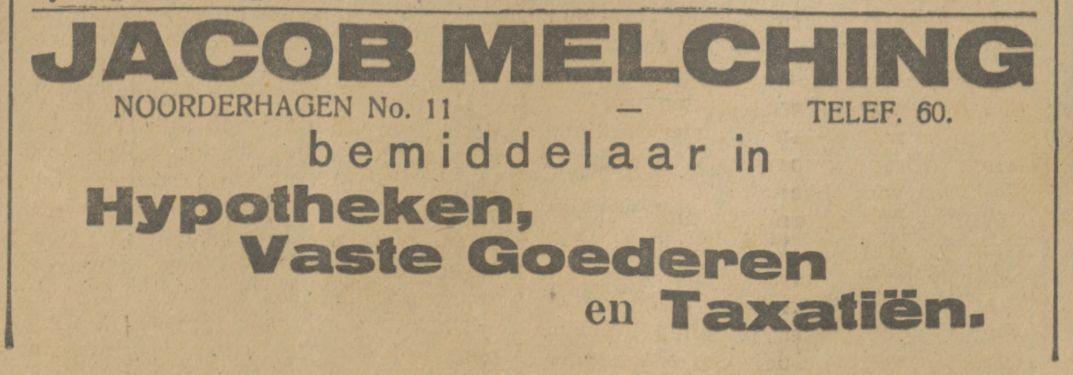 JACOB MELCHING
NOORDERHAGEN No. 11 — TELEF. 60.
bemiddelaar in
Hypotheken,
Vaste Goederen
en Taxatiën.